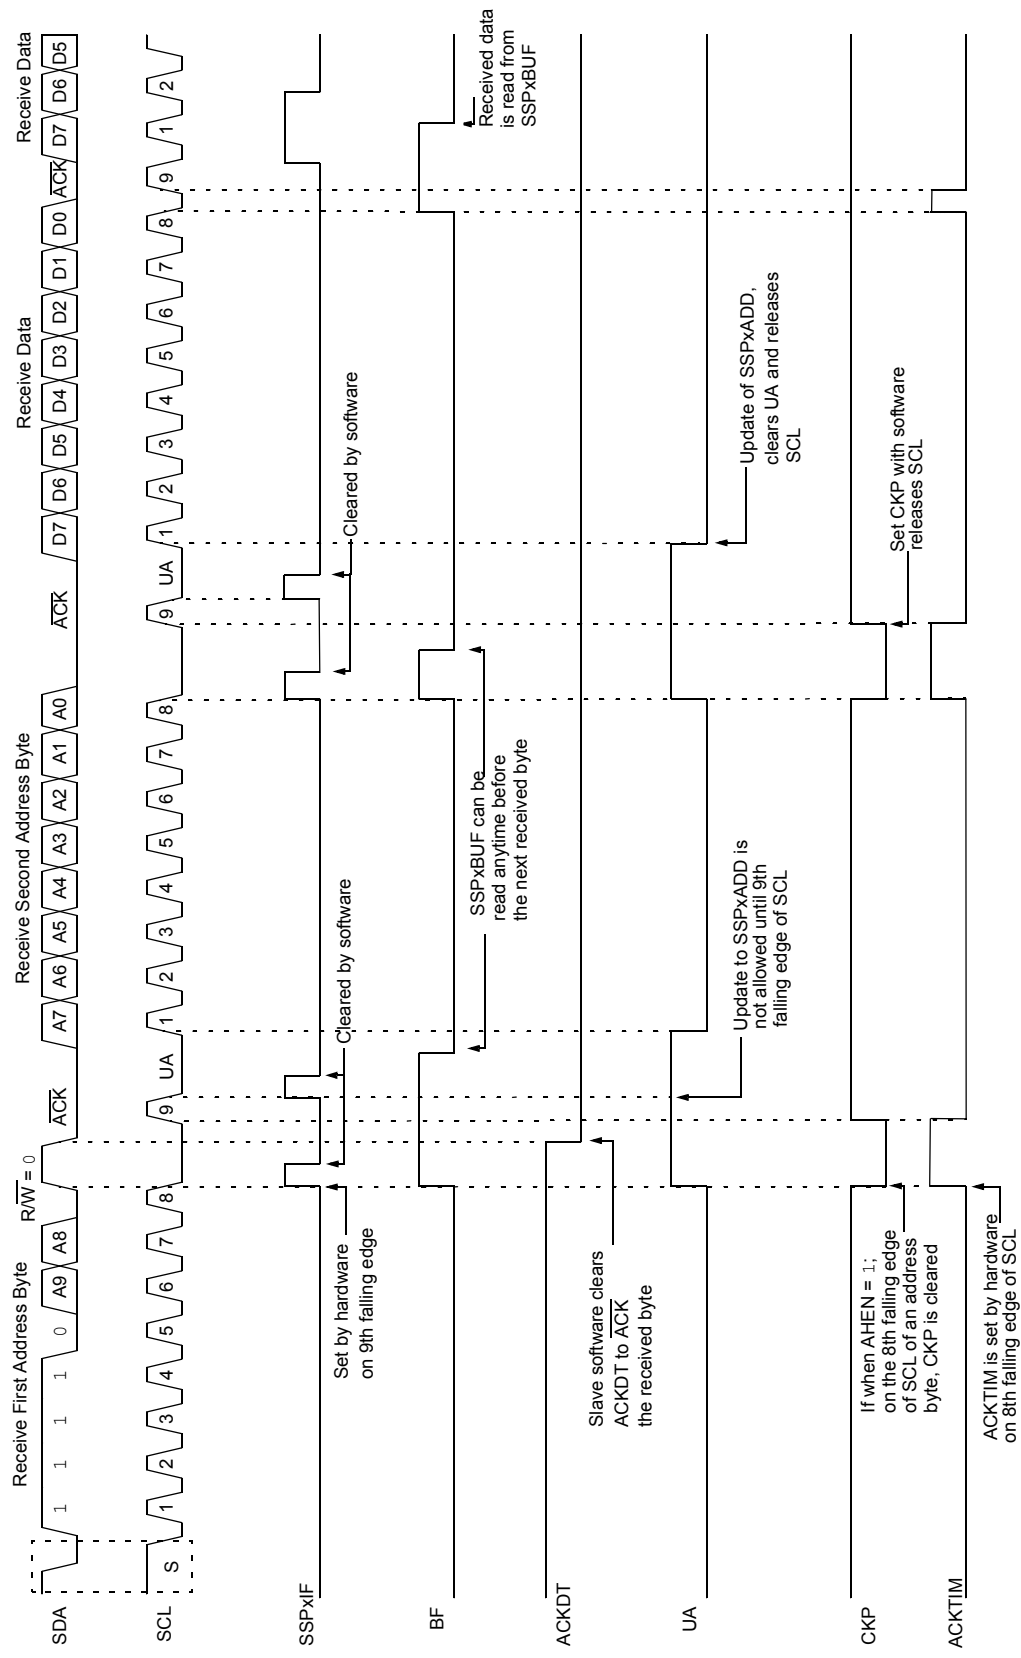 Receive First Address Byte
R/W = 0
Receive Second Address Byte
Receive Data
Receive Data
SDA
1
1
1
1
0
A9
A8
ACK
A7
A6
A5
A4
A3
A2
A1
A0
ACK
D7
D6
D5
D4
D3
D2
D1
D0
ACK
D7
D6
D5
SCL
S
1
2
3
4
5
6
7
8
9
UA
1
2
3
4
5
6
7
8
9
UA
1
2
3
4
5
6
7
8
9
1
2
SSPxIF
Set by hardware
on 9th falling edge
Cleared by software
Cleared by software
BF
SSPxBUF can be
read anytime before
the next received byte
Received data
is read from
SSPxBUF
ACKDT
Slave software clears
ACKDT to ACK
the received byte
UA
Update to SSPxADD is
not allowed until 9th
falling edge of SCL
Update of SSPxADD,
clears UA and releases
SCL
CKP
If when AHEN = 1;
on the 8th falling edge
of SCL of an address
byte, CKP is cleared
Set CKP with software
releases SCL
ACKTIM
ACKTIM is set by hardware
on 8th falling edge of SCL